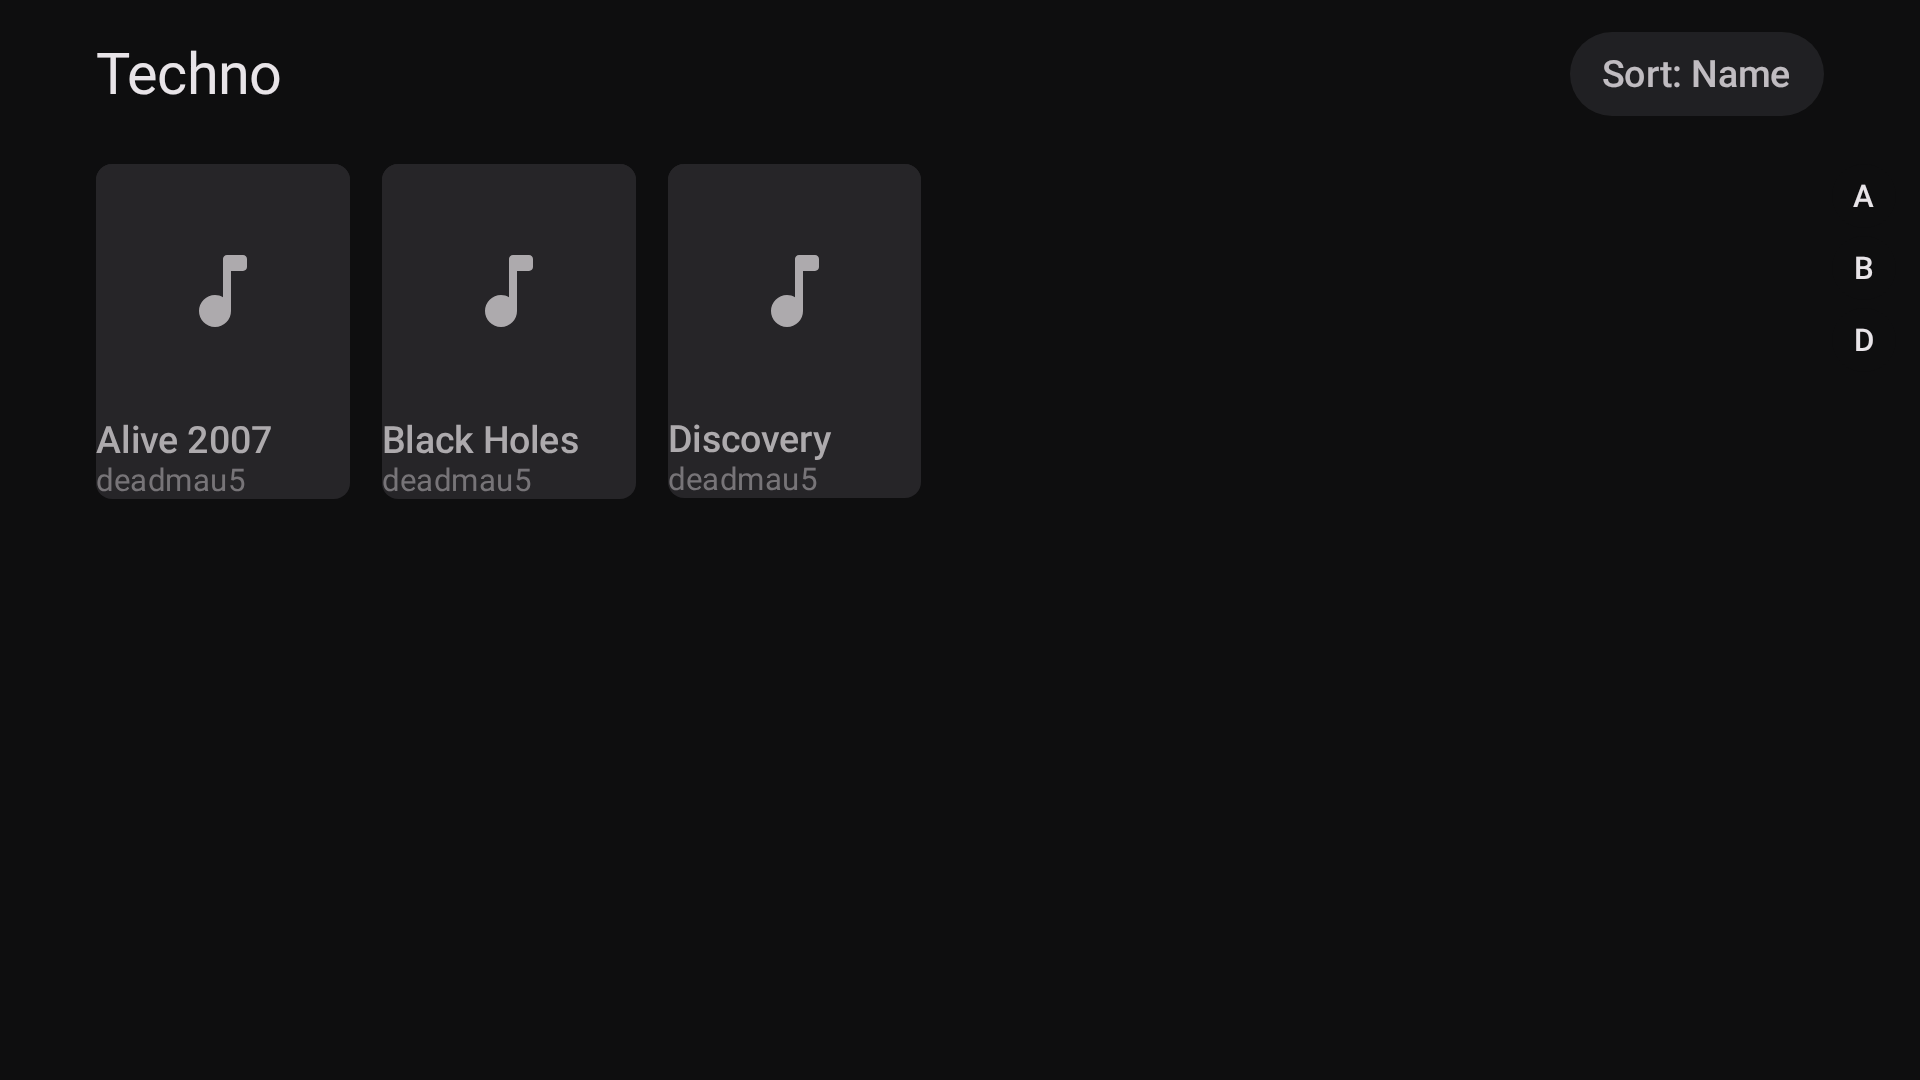 Techno
Sort: Name
Alive 2007
deadmau5
Black Holes
deadmau5
Discovery
deadmau5
A
B
D